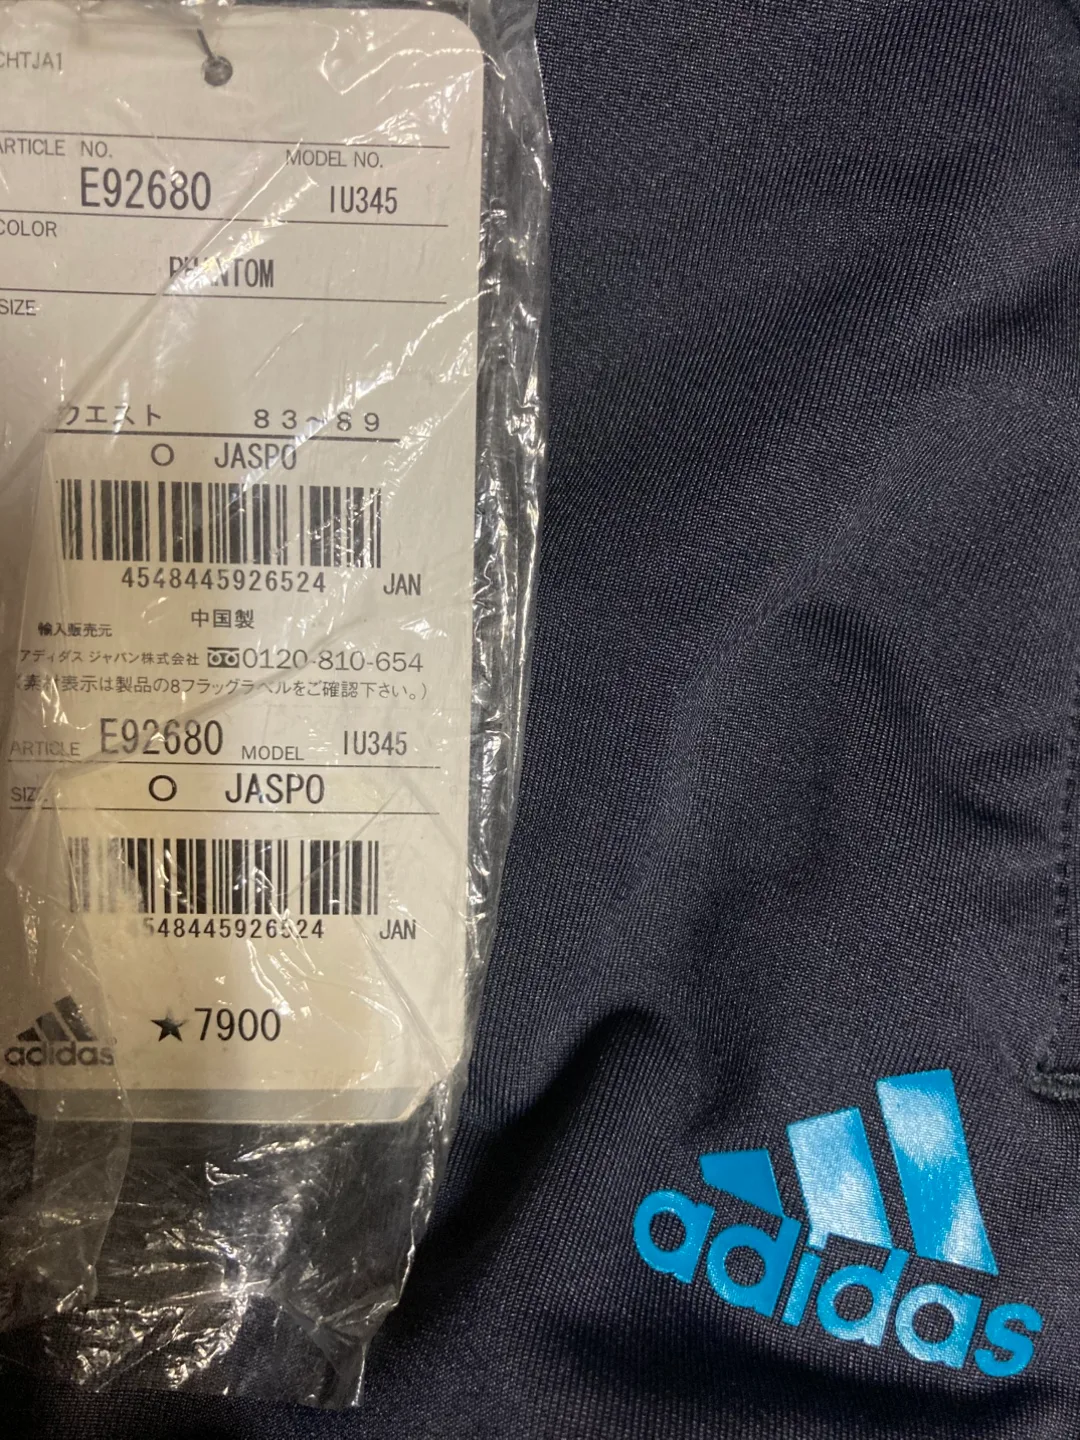 CHTJA1
ARTICLE NO. MODEL NO.
E92680 IU345
COLOR
PHANTOM
SIZE
ウエスト 83~89
O JASPO
4548445926524 JAN
中国製
輸入販売元
アディダス ジャパン株式会社 0120-810-654
(素材表示は製品の8フラッグラベルをご確認下さい。)
ARTICLE E92680 MODEL IU345
SIZE O JASPO
4548445926524 JAN
adidas ★7900
adidas